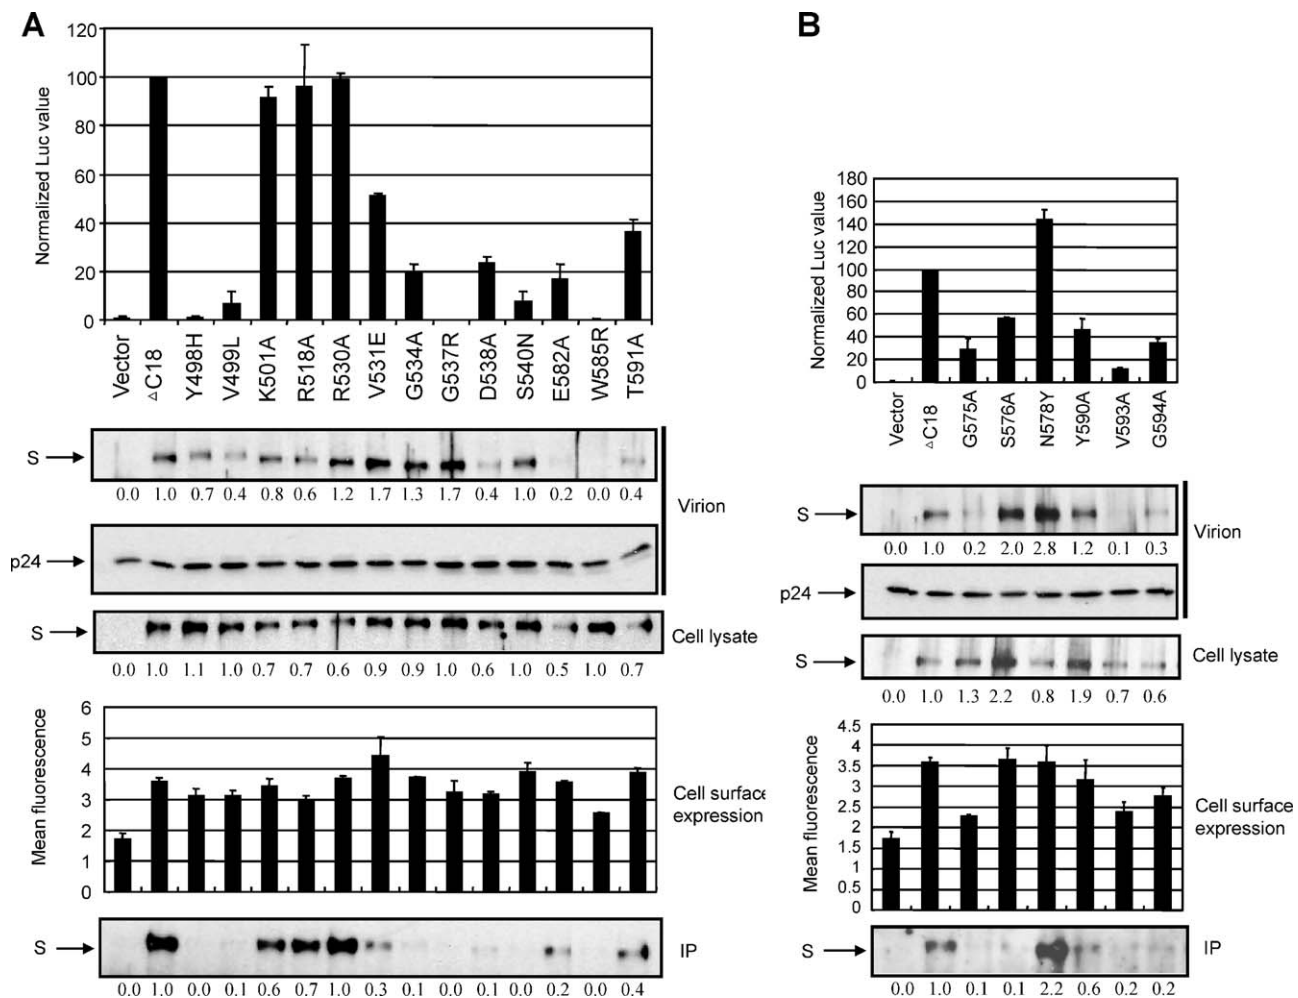 A
120
100
80
60
40
20
0
Normalized Luc value
Vector
△C18
Y498H
V499L
K501A
R518A
R530A
V531E
G534A
G537R
D538A
S540N
E582A
W585R
T591A
S
0.0 1.0 0.7 0.4 0.8 0.6 1.2 1.7 1.3 1.7 0.4 1.0 0.2 0.0 0.4
Virion
p24
S
Cell lysate
0.0 1.0 1.1 1.0 0.7 0.7 0.6 0.9 0.9 1.0 0.6 1.0 0.5 1.0 0.7
6
5
4
3
2
1
0
Mean fluorescence
Cell surface
expression
S
IP
0.0 1.0 0.0 0.1 0.6 0.7 1.0 0.3 0.1 0.0 0.1 0.0 0.2 0.0 0.4
B
180
160
140
120
100
80
60
40
20
0
Normalized Luc value
Vector
△C18
G575A
S576A
N578Y
Y590A
V593A
G594A
S
0.0 1.0 0.2 2.0 2.8 1.2 0.1 0.3
Virion
p24
S
Cell lysate
0.0 1.0 1.3 2.2 0.8 1.9 0.7 0.6
4.5
4
3.5
3
2.5
2
1.5
1
0.5
0
Mean fluorescence
Cell surface
expression
S
IP
0.0 1.0 0.1 0.1 2.2 0.6 0.2 0.2